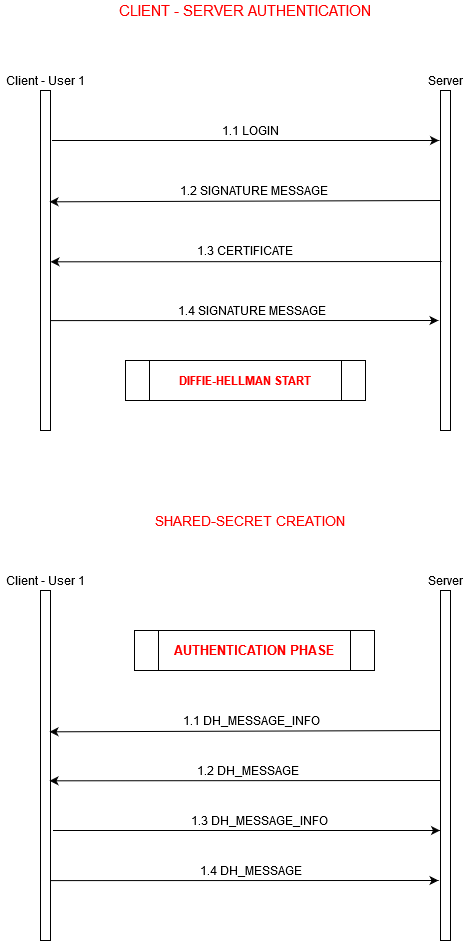 CLIENT - SERVER AUTHENTICATION
Client - User 1
Server
1.1 LOGIN
1.2 SIGNATURE MESSAGE
1.3 CERTIFICATE
1.4 SIGNATURE MESSAGE
DIFFIE-HELLMAN START
SHARED-SECRET CREATION
Client - User 1
Server
AUTHENTICATION PHASE
1.1 DH_MESSAGE_INFO
1.2 DH_MESSAGE
1.3 DH_MESSAGE_INFO
1.4 DH_MESSAGE